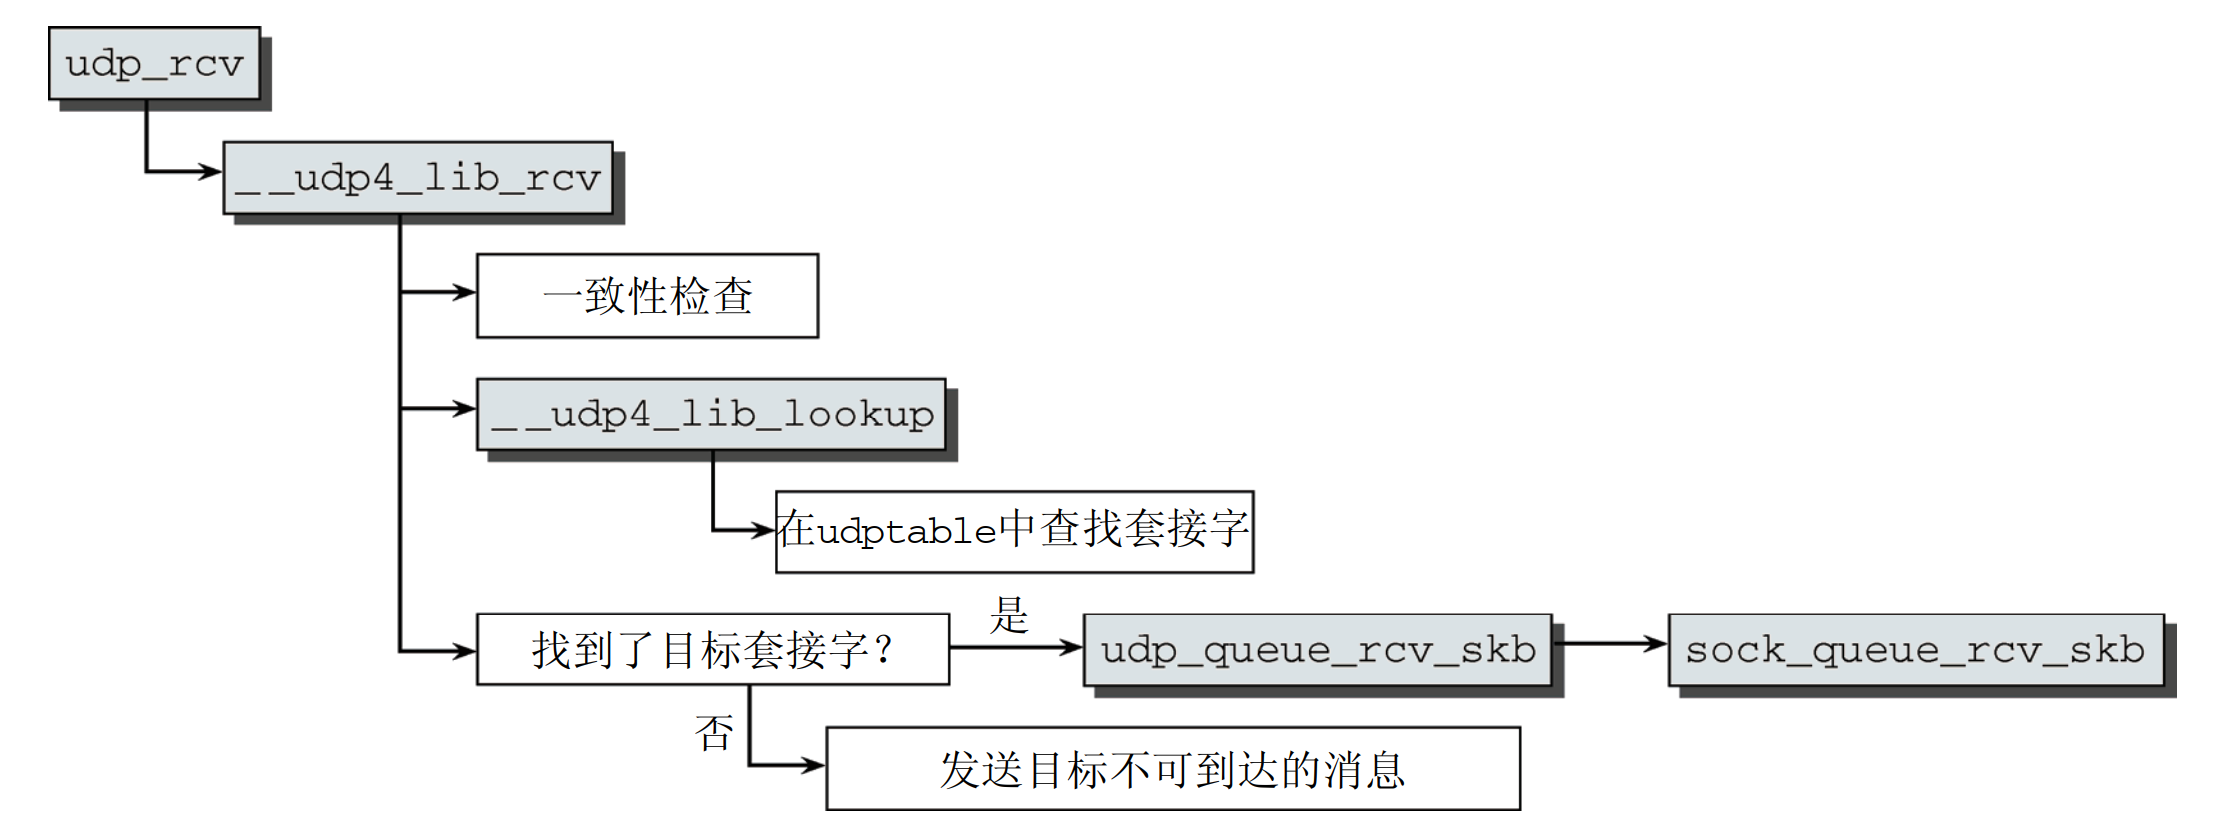 udp_rcv
__udp4_lib_rcv
一致性检查
__udp4_lib_lookup
在udptable中查找套接字
找到了目标套接字?
是
udp_queue_rcv_skb
sock_queue_rcv_skb
否
发送目标不可到达的消息